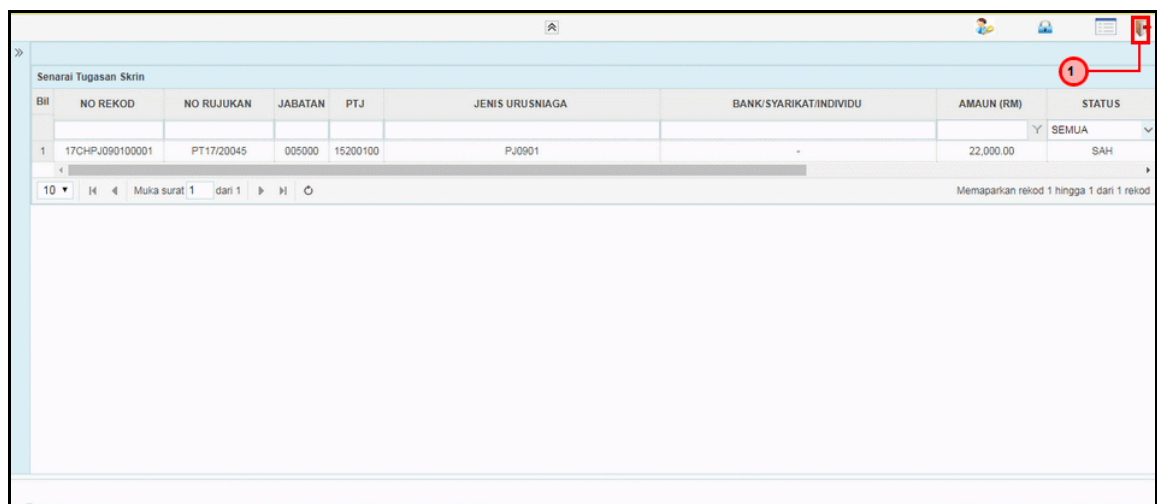 1
Senarai Tugasan Skrin
Bil NO REKOD NO RUJUKAN JABATAN PTJ JENIS URUSNIAGA BANK/SYARIKAT/INDIVIDU AMAUN (RM) STATUS
SEMUA
1 17CHPJ090100001 PT17/20045 005000 15200100 PJ0901 - 22,000.00 SAH
10 Muka surat 1 dari 1 Memaparkan rekod 1 hingga 1 dari 1 rekod